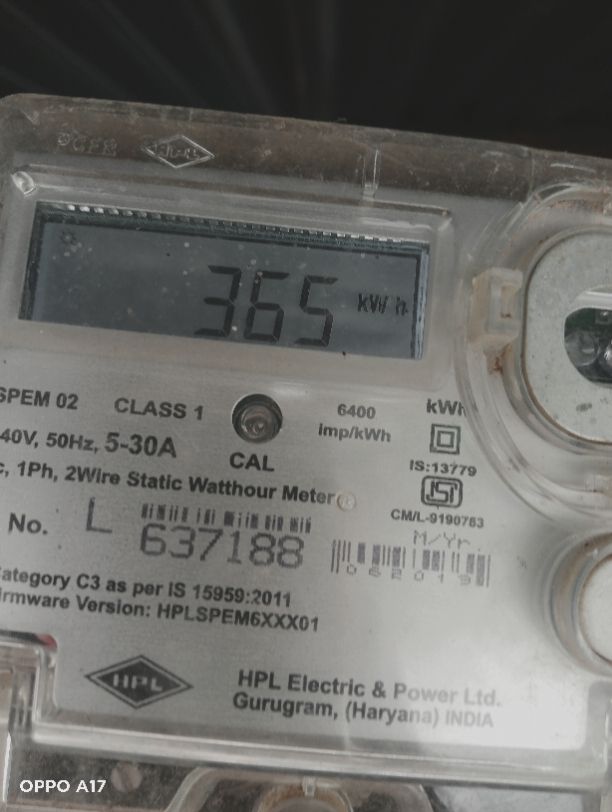 365 kWh
SPEM 02 CLASS 1 6400 imp/kWh kWh
40V, 50Hz, 5-30A CAL IS:13779
c, 1Ph, 2Wire Static Watthour Meter
CM/L-9190763
No. L 637188 M/Yr.
062019
ategory C3 as per IS 15959:2011
rmware Version: HPLSPEM6XXX01
HPL
HPL Electric & Power Ltd.
Gurugram, (Haryana) INDIA
OPPO A17